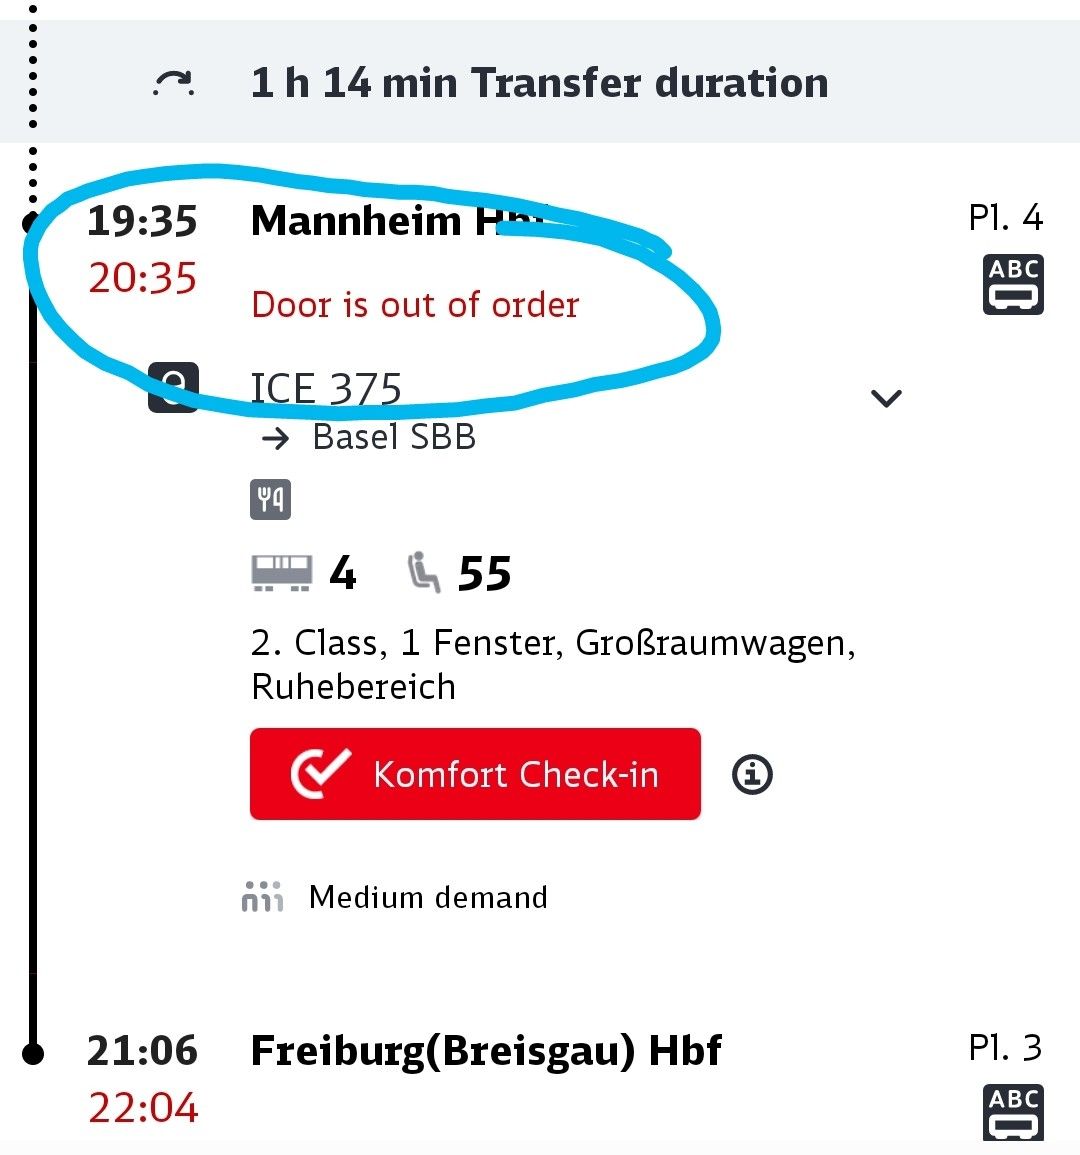 1 h 14 min Transfer duration
19:35 Mannheim Hbf Pl. 4
20:35
ABC
Door is out of order
ICE 375
→ Basel SBB
4 55
2. Class, 1 Fenster, Großraumwagen,
Ruhebereich
Komfort Check-in
Medium demand
21:06 Freiburg(Breisgau) Hbf Pl. 3
22:04
ABC